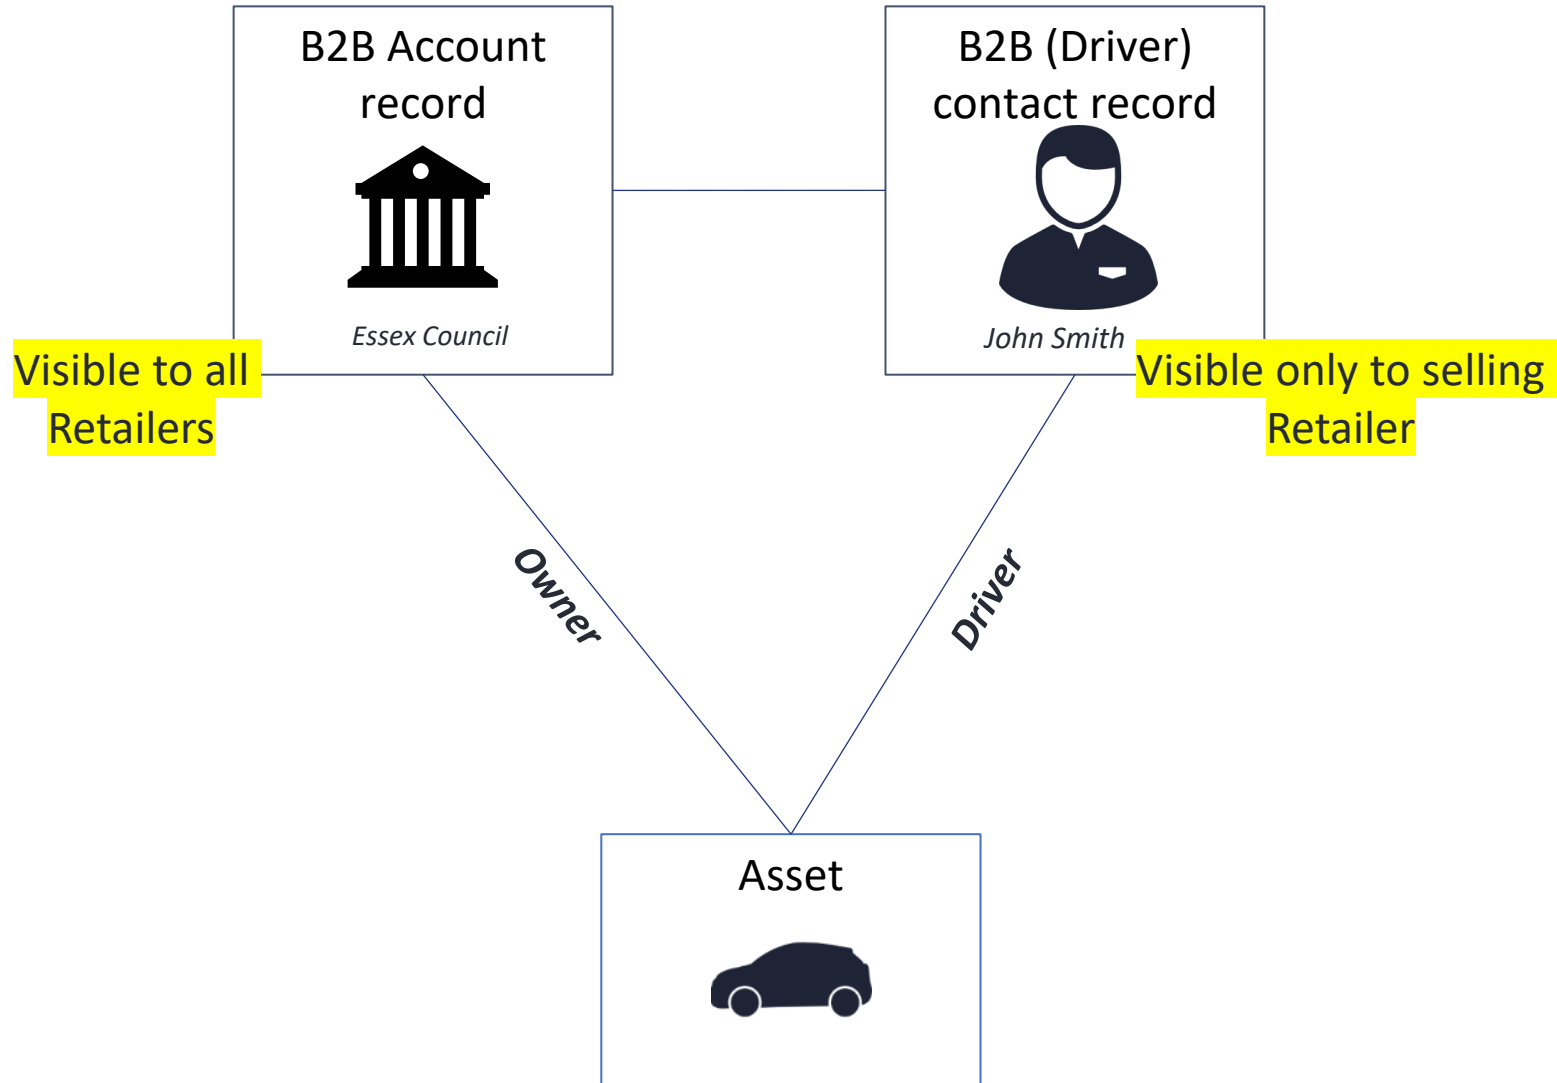 B2B Account
record
Essex Council
B2B (Driver)
contact record
John Smith
Visible to all
Retailers
Visible only to selling
Retailer
Owner
Driver
Asset